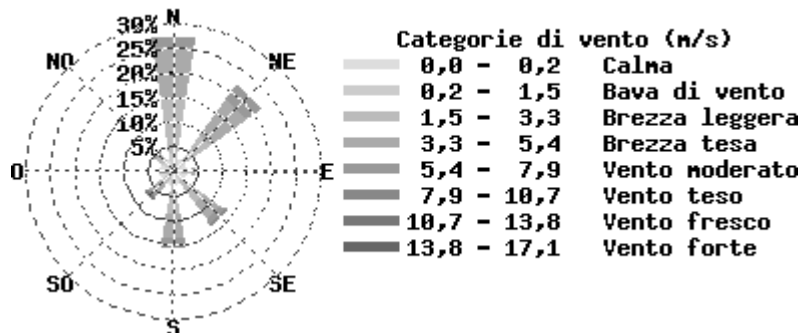 N
30%
25%
20%
15%
10%
5%
NO
NE
O
E
SO
SE
S
Categorie di vento (m/s)
0,0 - 0,2 Calma
0,2 - 1,5 Bava di vento
1,5 - 3,3 Brezza leggera
3,3 - 5,4 Brezza tesa
5,4 - 7,9 Vento moderato
7,9 - 10,7 Vento teso
10,7 - 13,8 Vento fresco
13,8 - 17,1 Vento forte